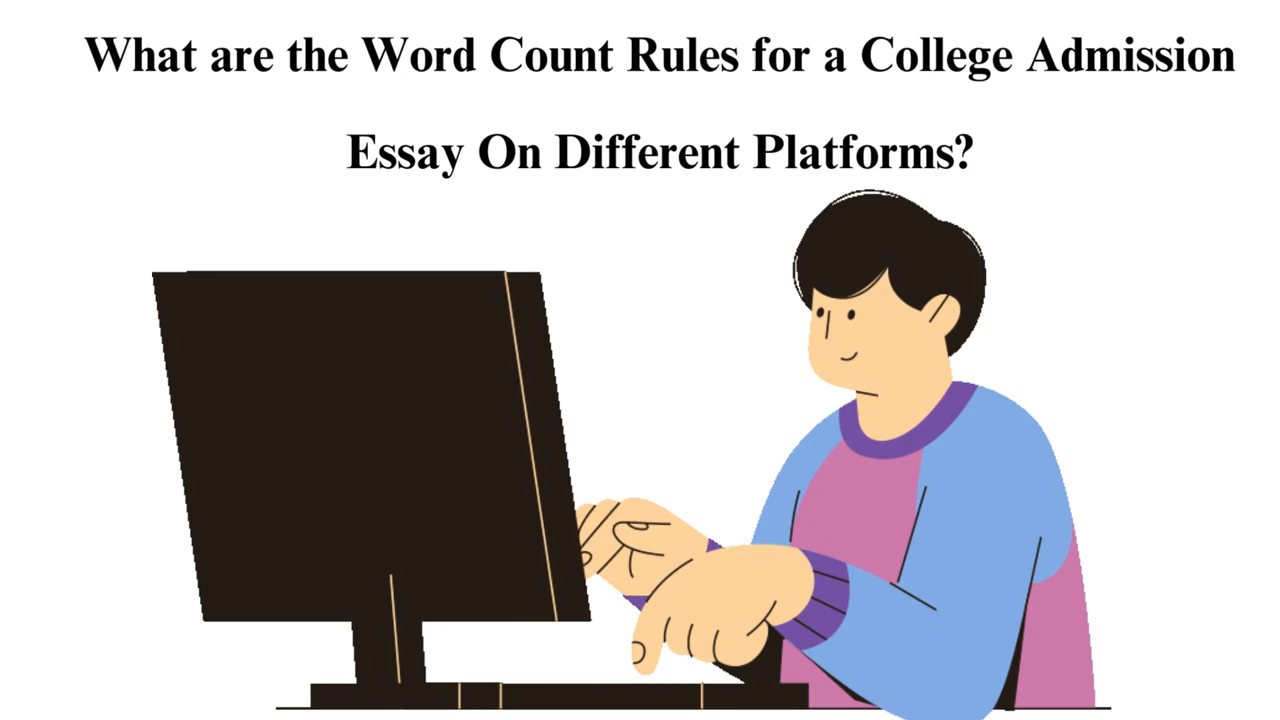 What are the Word Count Rules for a College Admission
Essay On Different Platforms?